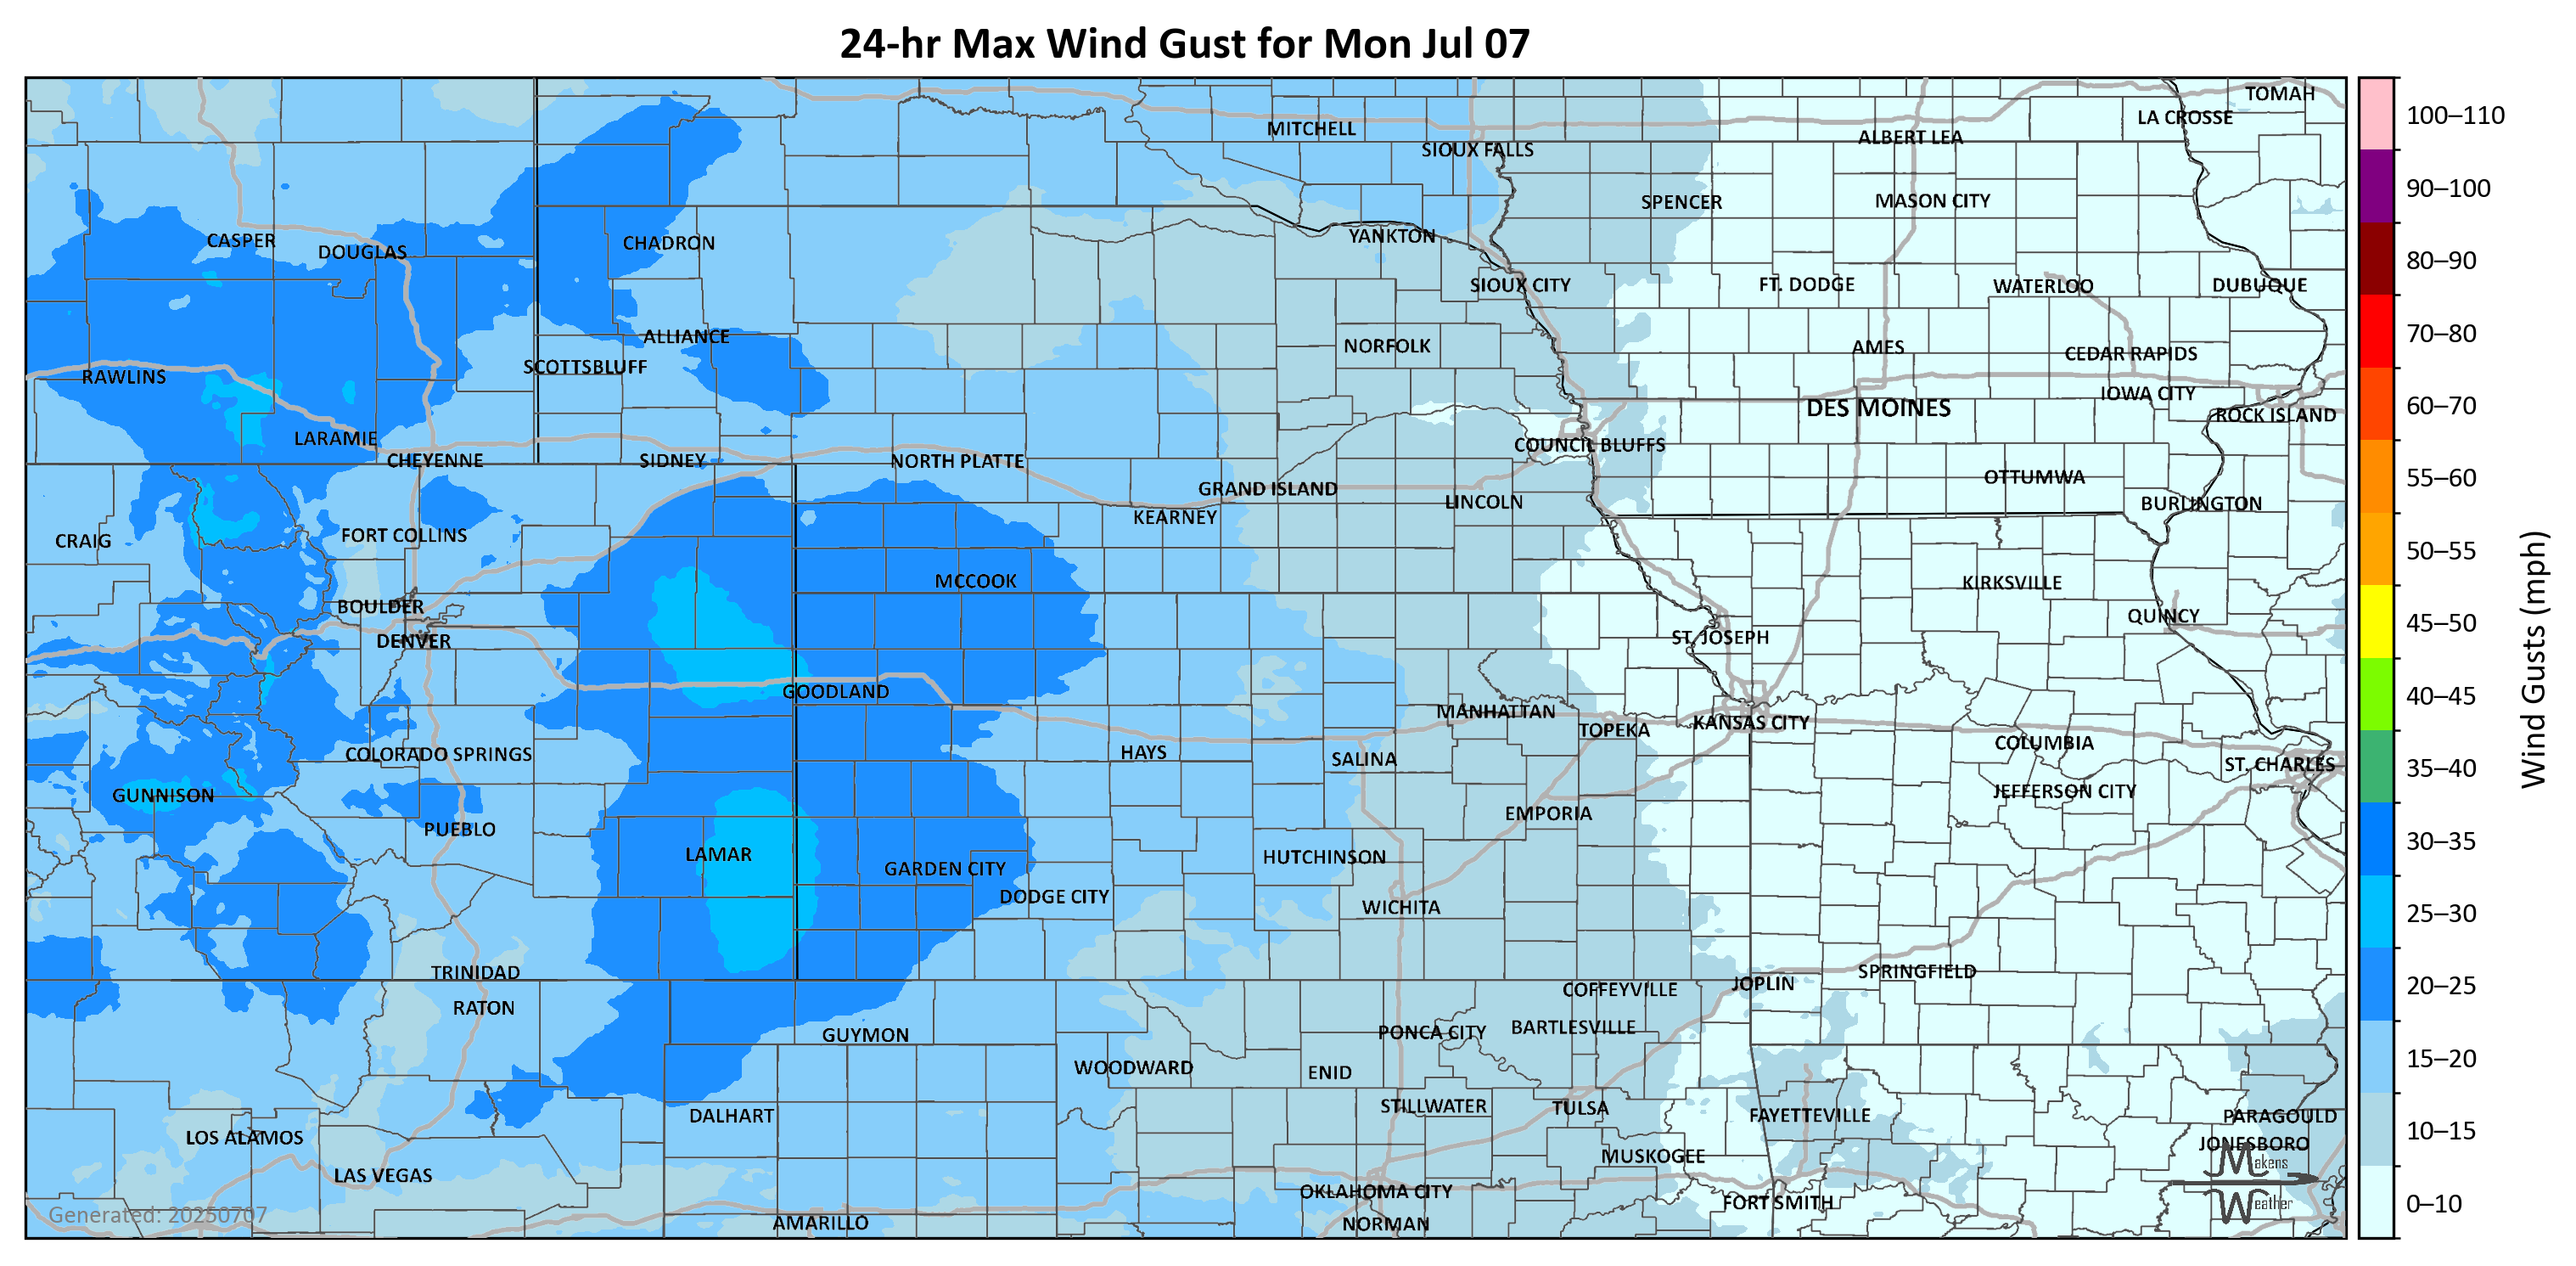 24-hr Max Wind Gust for Mon Jul 07
TOMAH
LA CROSSE
MITCHELL
ALBERT LEA
SIOUX FALLS
SPENCER
MASON CITY
CASPER
DOUGLAS
CHADRON
YANKTON
SIOUX CITY
FT. DODGE
WATERLOO
DUBUQUE
ALLIANCE
NORFOLK
AMES
CEDAR RAPIDS
SCOTTSBLUFF
RAWLINS
IOWA CITY
DES MOINES
ROCK ISLAND
LARAMIE
COUNCIL BLUFFS
CHEYENNE
SIDNEY
NORTH PLATTE
OTTUMWA
GRAND ISLAND
LINCOLN
BURLINGTON
KEARNEY
FORT COLLINS
CRAIG
MCCOOK
KIRKSVILLE
BOULDER
QUINCY
DENVER
ST. JOSEPH
GOODLAND
MANHATTAN
TOPEKA
KANSAS CITY
COLUMBIA
COLORADO SPRINGS
HAYS
SALINA
ST. CHARLES
GUNNISON
JEFFERSON CITY
PUEBLO
EMPORIA
LAMAR
HUTCHINSON
GARDEN CITY
DODGE CITY
WICHITA
TRINIDAD
SPRINGFIELD
JOPLIN
COFFEYVILLE
RATON
GUYMON
PONCA CITY
BARTLESVILLE
WOODWARD
ENID
DALHART
STILLWATER
TULSA
FAYETTEVILLE
PARAGOULD
LOS ALAMOS
JONESBORO
LAS VEGAS
MUSKOGEE
OKLAHOMA CITY
FORT SMITH
AMARILLO
NORMAN
Generated: 20250707
Makens
Weather
100–110
90–100
80–90
70–80
60–70
55–60
50–55
45–50
40–45
35–40
30–35
25–30
20–25
15–20
10–15
0–10
Wind Gusts (mph)